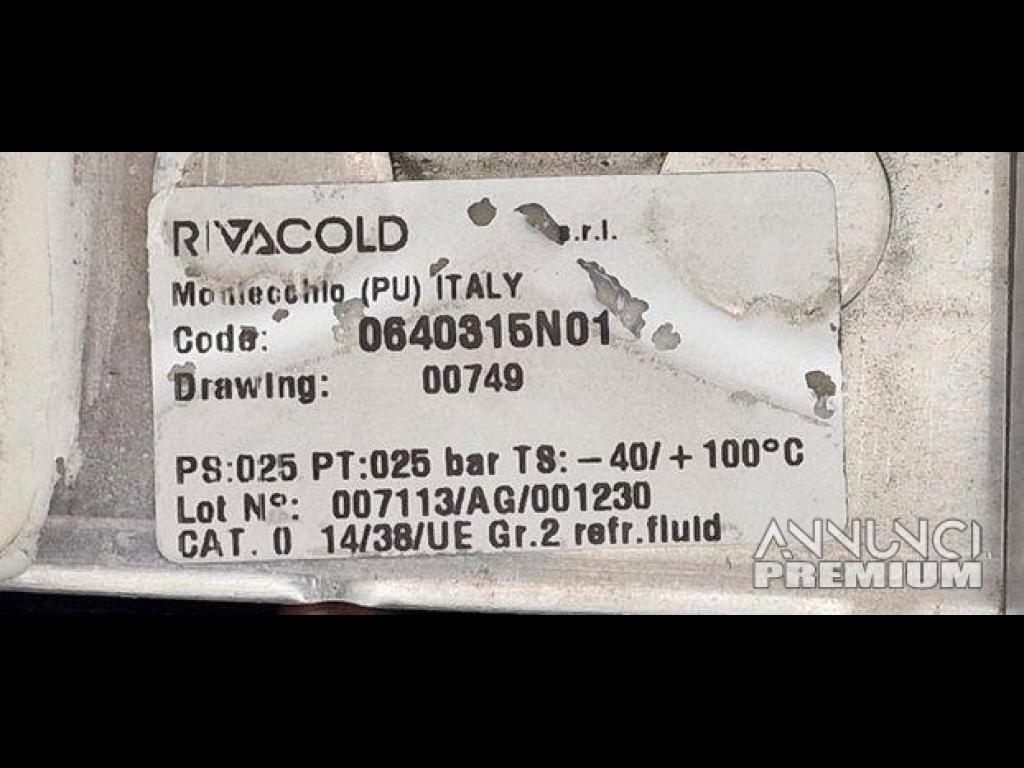 RIVACOLD s.r.l.
Montecchio (PU) ITALY
Code: 0640315N01
Drawing: 00749
PS:025 PT:025 bar TS: -40/+100°C
Lot N°: 007113/AG/001230
CAT. 0 14/38/UE Gr.2 refr.fluid
ANNUNCI
PREMIUM